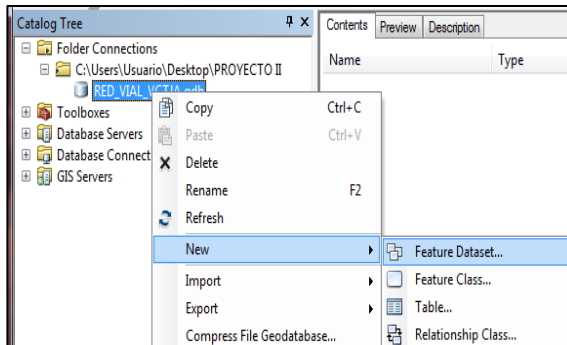 Catalog Tree
Contents Preview Description
Folder Connections
Name Type
C:\Users\Usuario\Desktop\PROYECTO II
RED_VIAL_VCTJA.gdb
Toolboxes
Database Servers
Database Connect
GIS Servers
Copy Ctrl+C
Paste Ctrl+V
Delete
Rename F2
Refresh
New
Import
Export
Compress File Geodatabase...
Feature Dataset...
Feature Class...
Table...
Relationship Class...